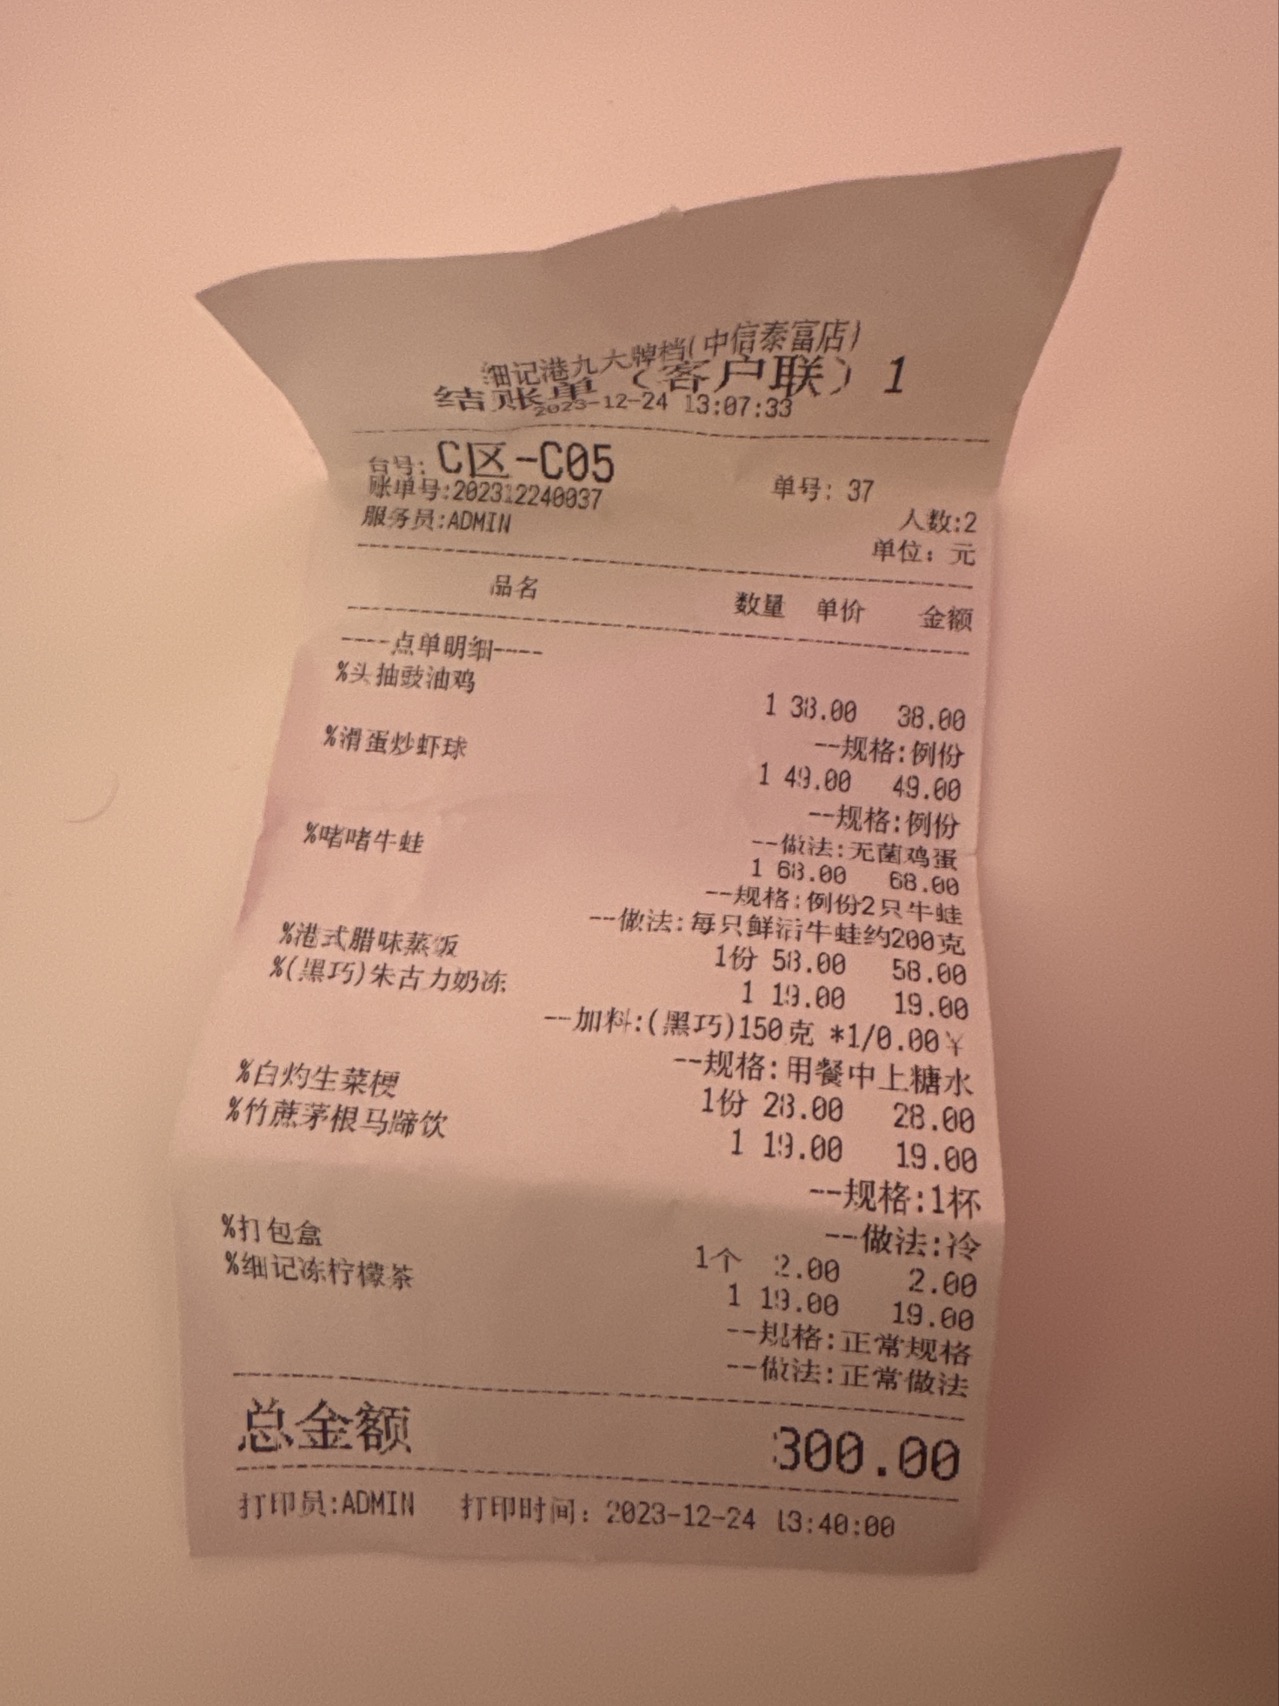 细记港九大牌档(中信泰富店)
结账单（客户联）1
2023-12-24 13:07:33
台号: C区-C05 单号: 37
账单号:202312240037 人数:2
服务员:ADMIN 单位: 元
品名 数量 单价 金额
----点单明细----
%头抽豉油鸡
1 38.00 38.00
--规格:例份
%滑蛋炒虾球
1 49.00 49.00
--规格:例份
--做法:无菌鸡蛋
%啫啫牛蛙
1 68.00 68.00
--规格:例份2只牛蛙
--做法:每只鲜活牛蛙约200克
%港式腊味蒸饭 1份 58.00 58.00
%(黑巧)朱古力奶冻 1 19.00 19.00
--加料:(黑巧)150克 *1/0.00¥
--规格:用餐中上糖水
%白灼生菜梗 1份 28.00 28.00
%竹蔗茅根马蹄饮 1 19.00 19.00
--规格:1杯
--做法:冷
%打包盒 1个 2.00 2.00
%细记冻柠檬茶 1 19.00 19.00
--规格:正常规格
--做法:正常做法
总金额 300.00
打印员:ADMIN 打印时间: 2023-12-24 13:40:00